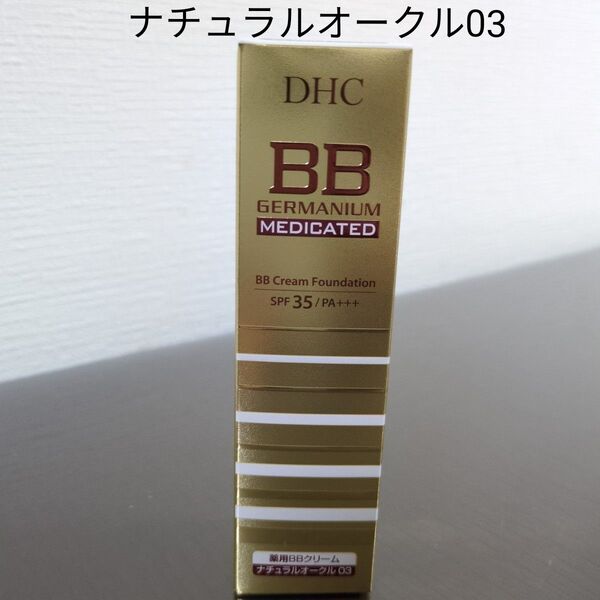 ナチュラルオークル03
DHC
BB
GERMANIUM
MEDICATED
BB Cream Foundation
SPF 35/PA+++
薬用BBクリーム
ナチュラルオークル 03